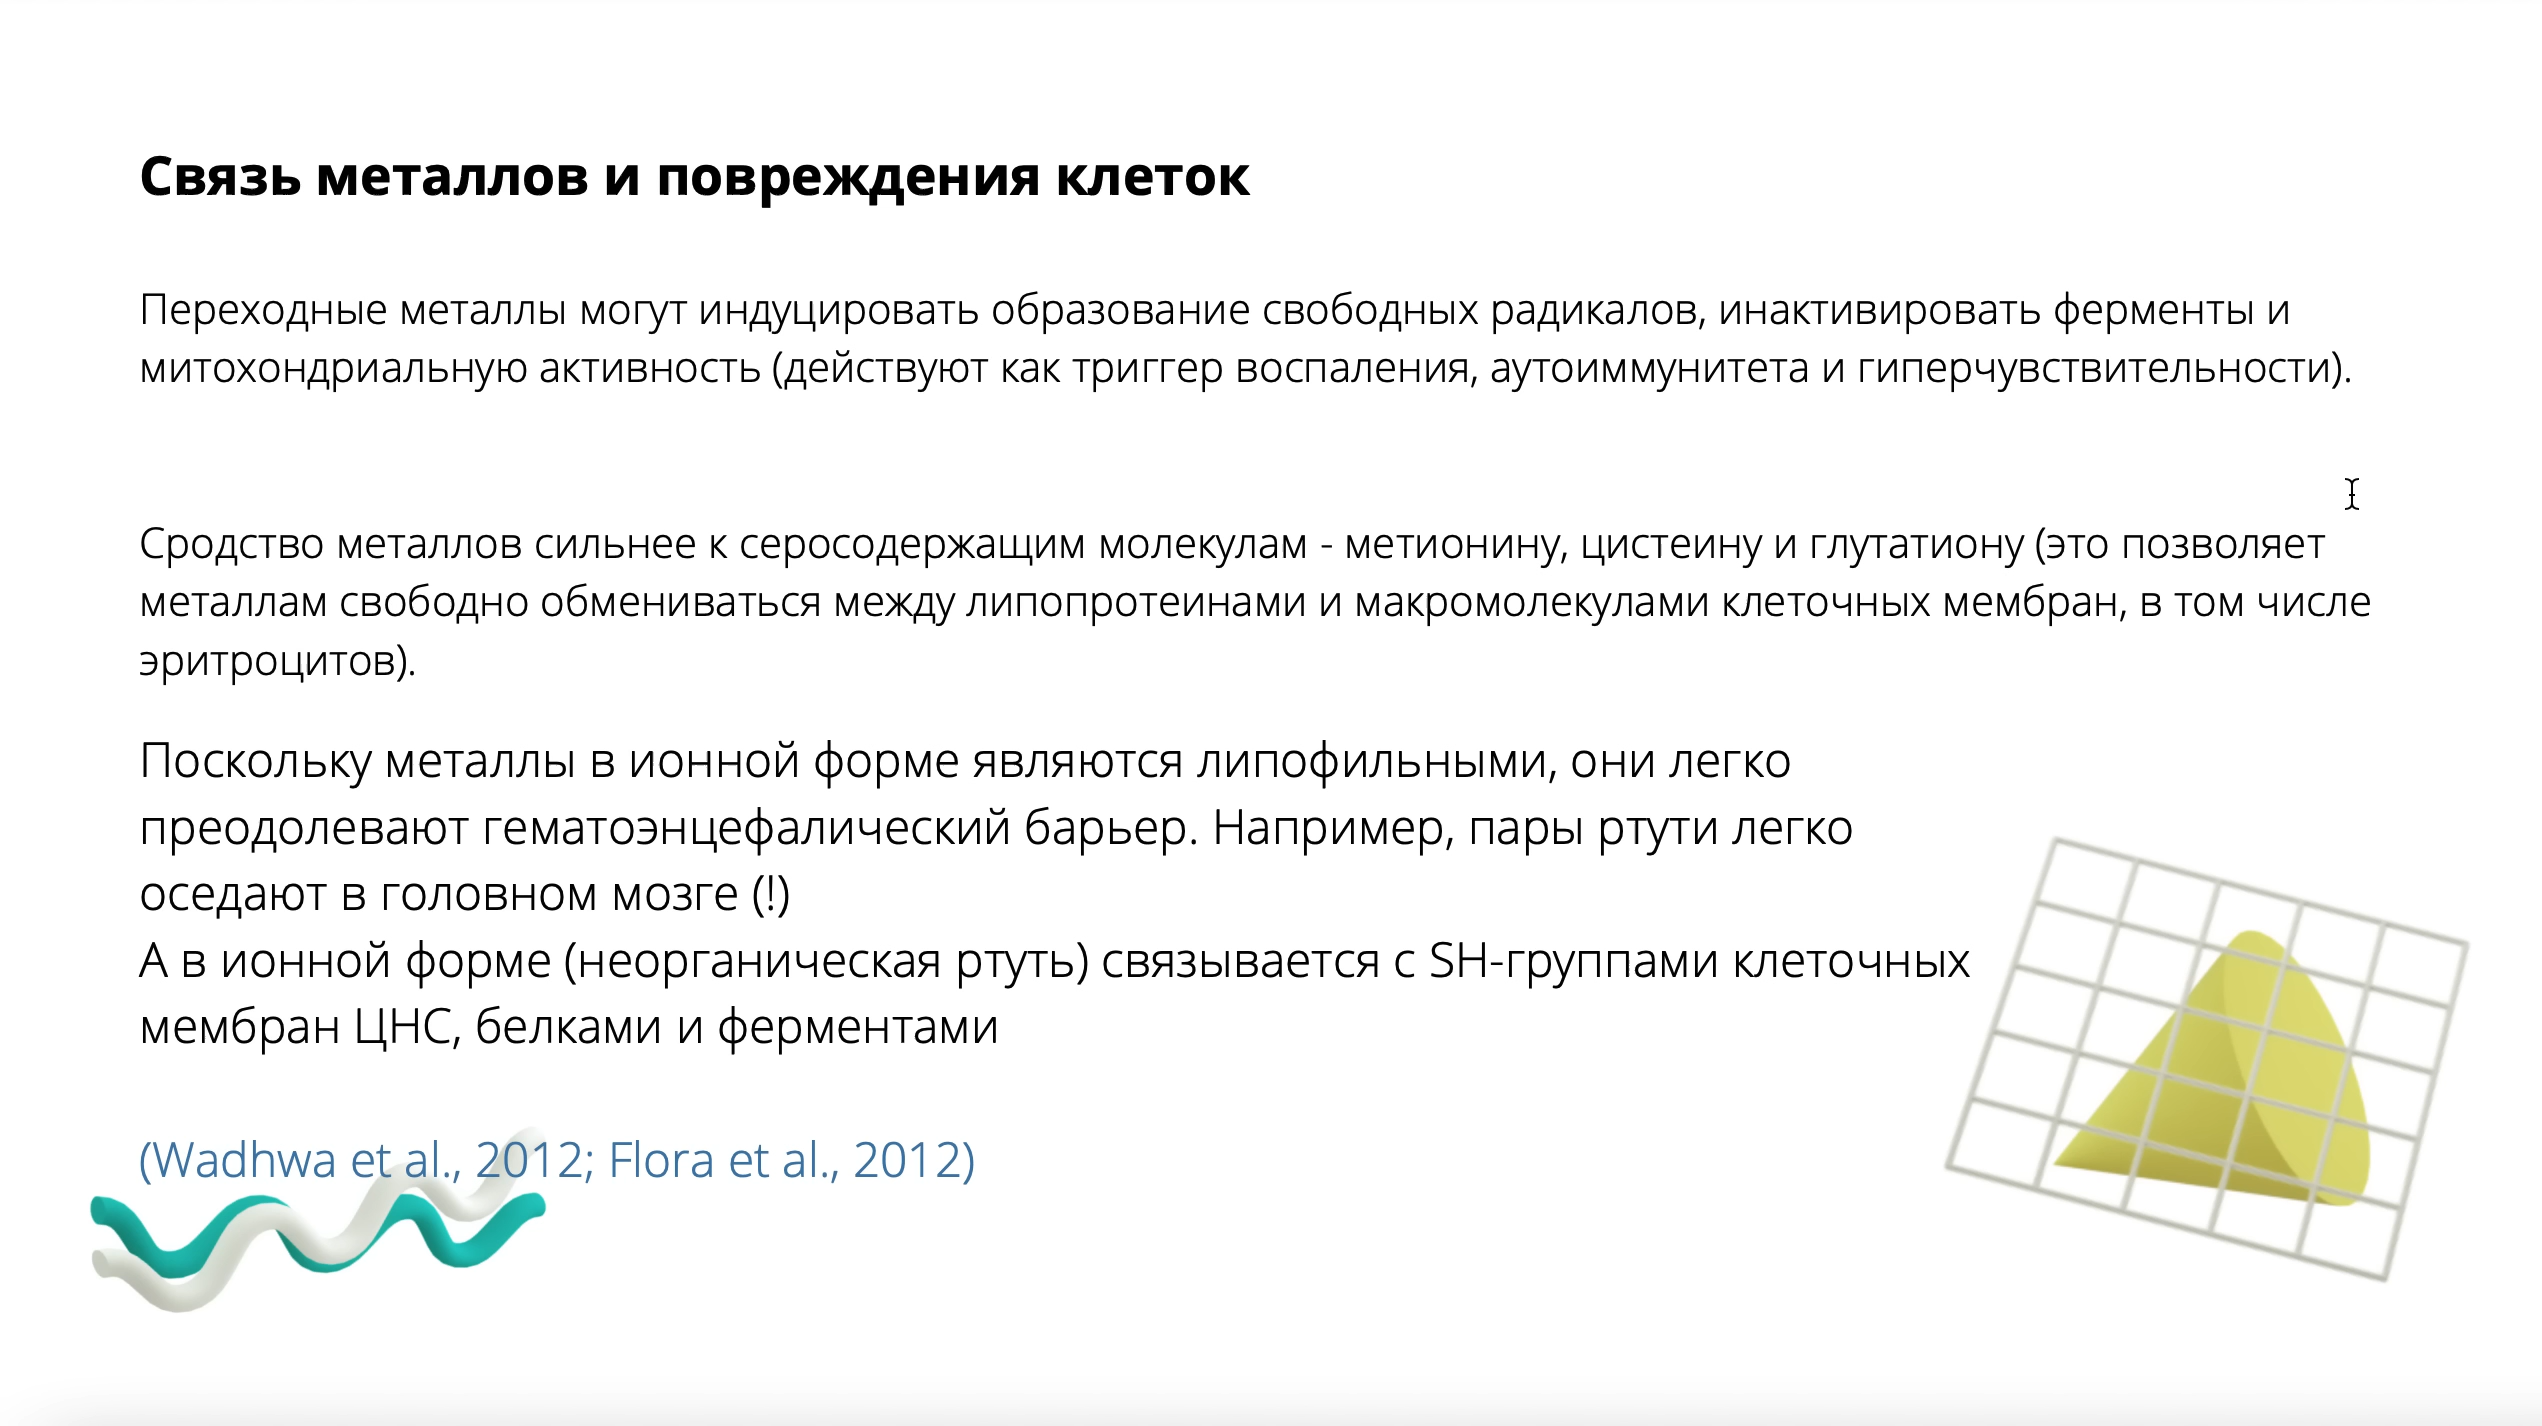 Связь металлов и повреждения клеток
Переходные металлы могут индуцировать образование свободных радикалов, инактивировать ферменты и
митохондриальную активность (действуют как триггер воспаления, аутоиммунитета и гиперчувствительности).
Сродство металлов сильнее к серосодержащим молекулам - метионину, цистеину и глутатиону (это позволяет
металлам свободно обмениваться между липопротеинами и макромолекулами клеточных мембран, в том числе
эритроцитов).
Поскольку металлы в ионной форме являются липофильными, они легко
преодолевают гематоэнцефалический барьер. Например, пары ртути легко
оседают в головном мозге (!)
А в ионной форме (неорганическая ртуть) связывается с SH-группами клеточных
мембран ЦНС, белками и ферментами
(Wadhwa et al., 2012; Flora et al., 2012)